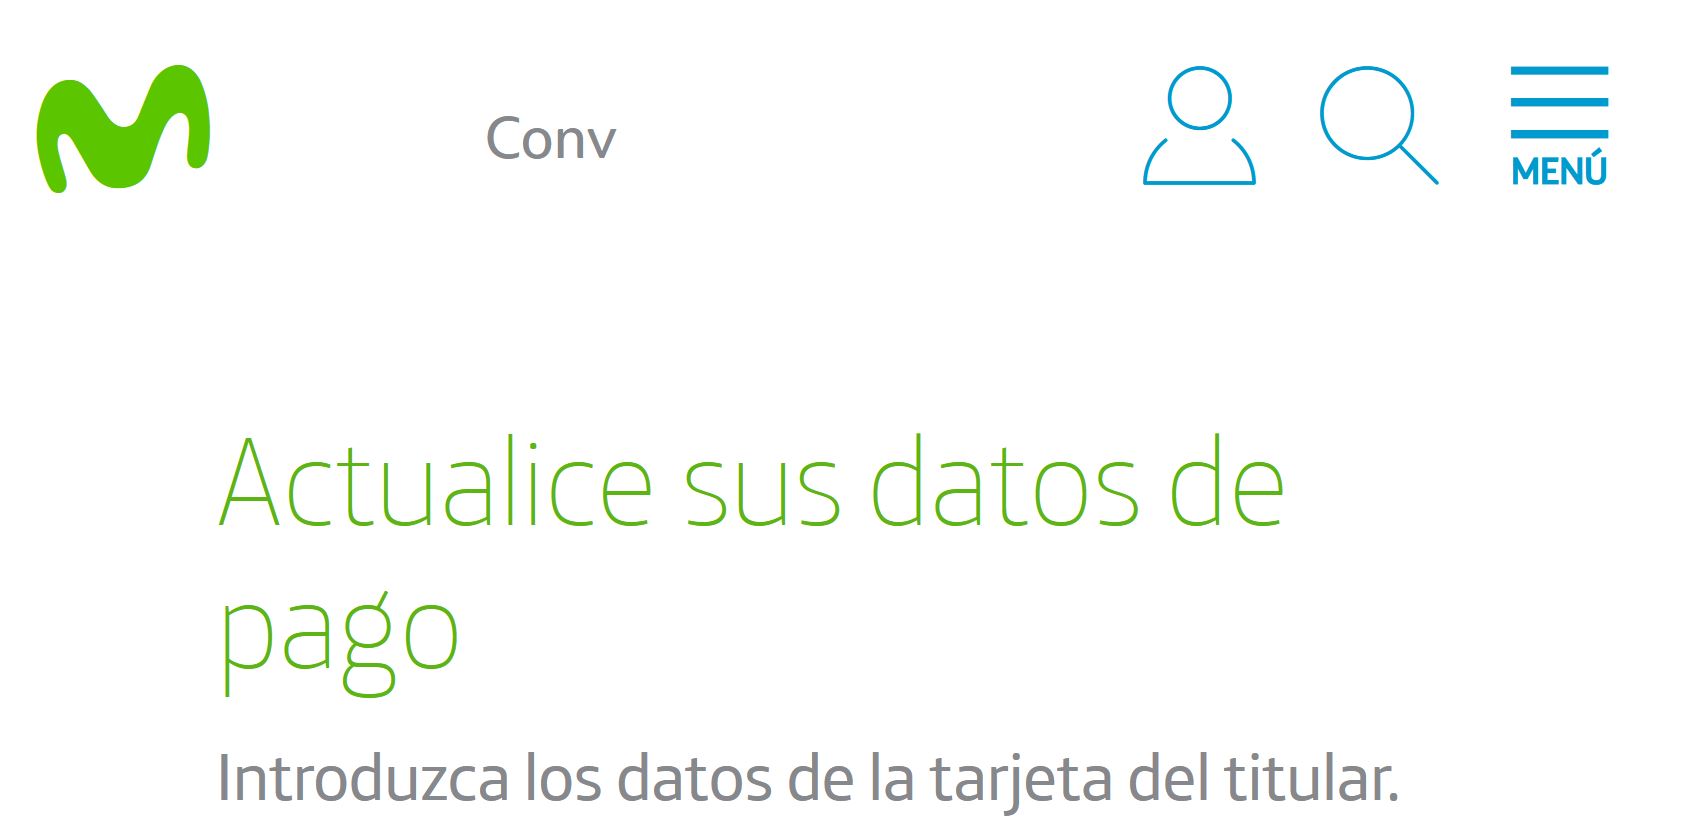 Conv
MENÚ
Actualice sus datos de
pago
Introduzca los datos de la tarjeta del titular.